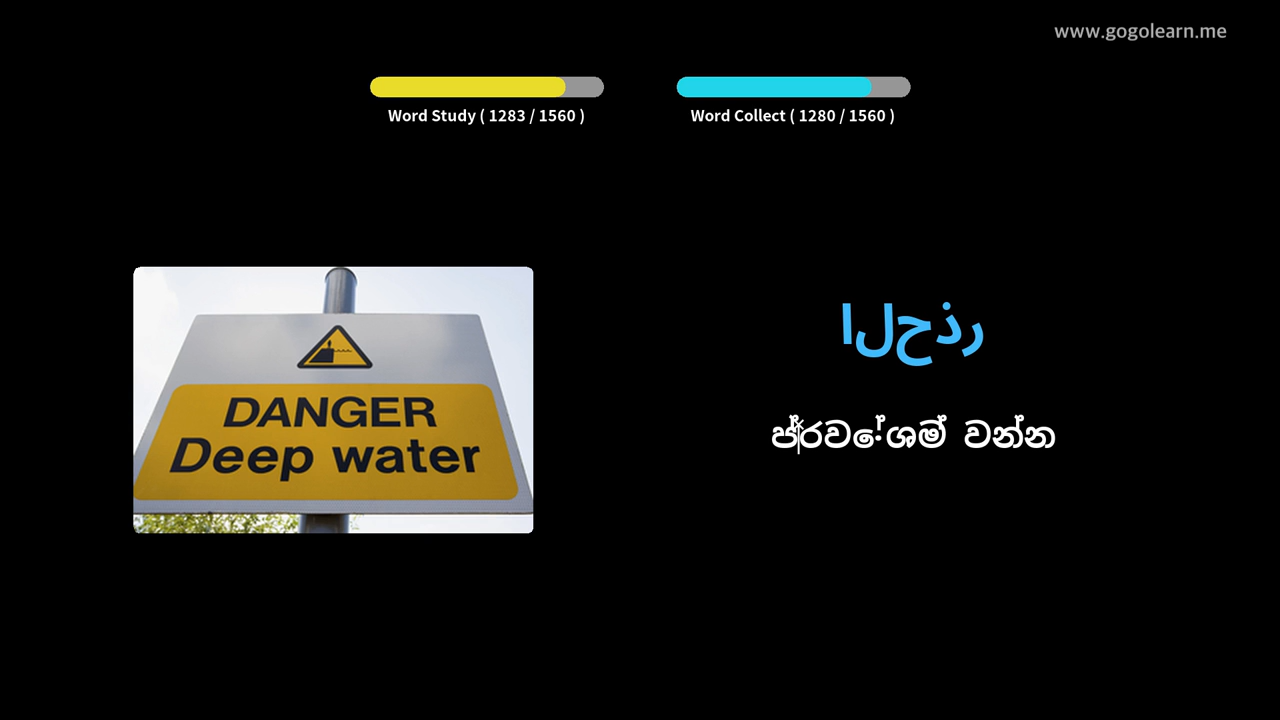 www.gogolearn.me
Word Study ( 1283 / 1560 )
Word Collect ( 1280 / 1560 )
DANGER
Deep water
الحذر
ප්‍රවේශම් වන්න